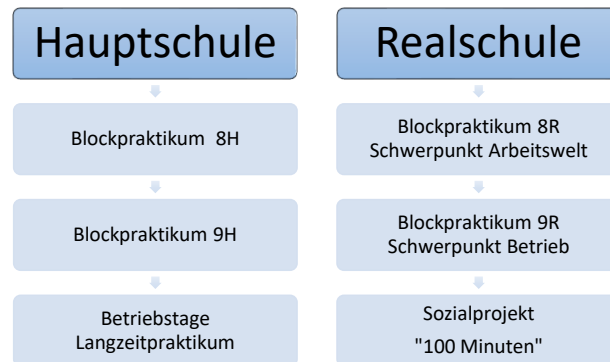 Hauptschule
Blockpraktikum 8H
Blockpraktikum 9H
Betriebstage
Langzeitpraktikum
Realschule
Blockpraktikum 8R
Schwerpunkt Arbeitswelt
Blockpraktikum 9R
Schwerpunkt Betrieb
Sozialprojekt
"100 Minuten"